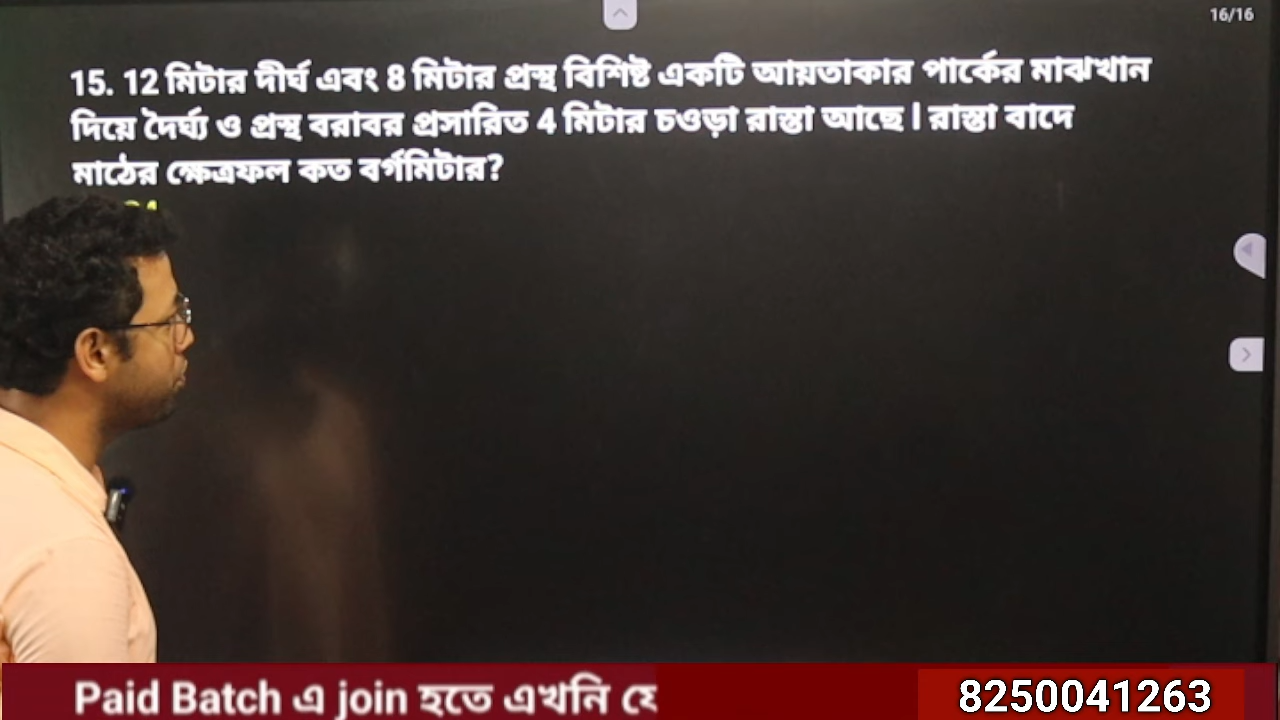 16/16
15. 12 মিটার দীর্ঘ এবং 8 মিটার প্রস্থ বিশিষ্ট একটি আয়তাকার পার্কের মাঝখান
দিয়ে দৈর্ঘ্য ও প্রস্থ বরাবর প্রসারিত 4 মিটার চওড়া রাস্তা আছে। রাস্তা বাদে
মাঠের ক্ষেত্রফল কত বর্গমিটার?
Paid Batch এ join হতে এখনি
8250041263